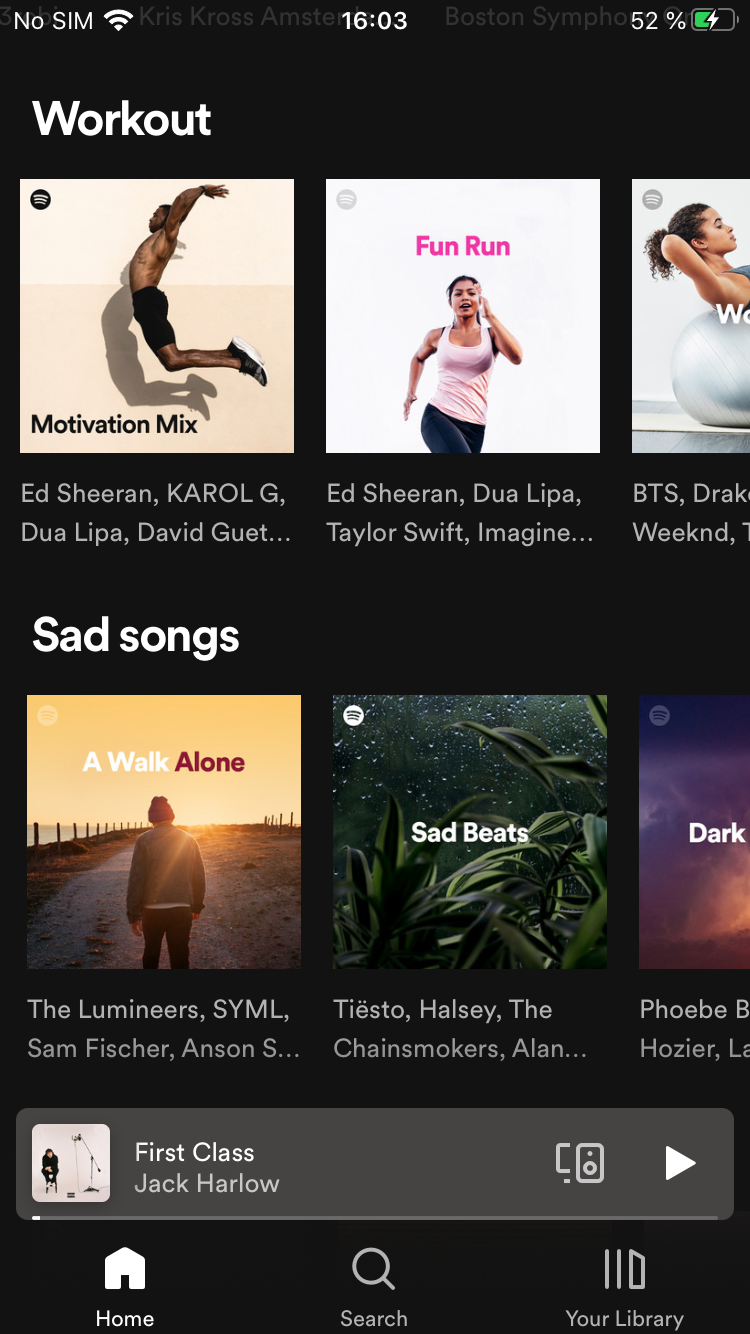 No SIM 16:03 52 %
Kris Kross Amsterd
Boston Sympho
Workout
Motivation Mix
Fun Run
Wo
Ed Sheeran, KAROL G,
Dua Lipa, David Guet...
Ed Sheeran, Dua Lipa,
Taylor Swift, Imagine...
BTS, Drake
Weeknd, T
Sad songs
A Walk Alone
Sad Beats
Dark
The Lumineers, SYML,
Sam Fischer, Anson S...
Tiësto, Halsey, The
Chainsmokers, Alan...
Phoebe B
Hozier, La
First Class
Jack Harlow
Home
Search
Your Library